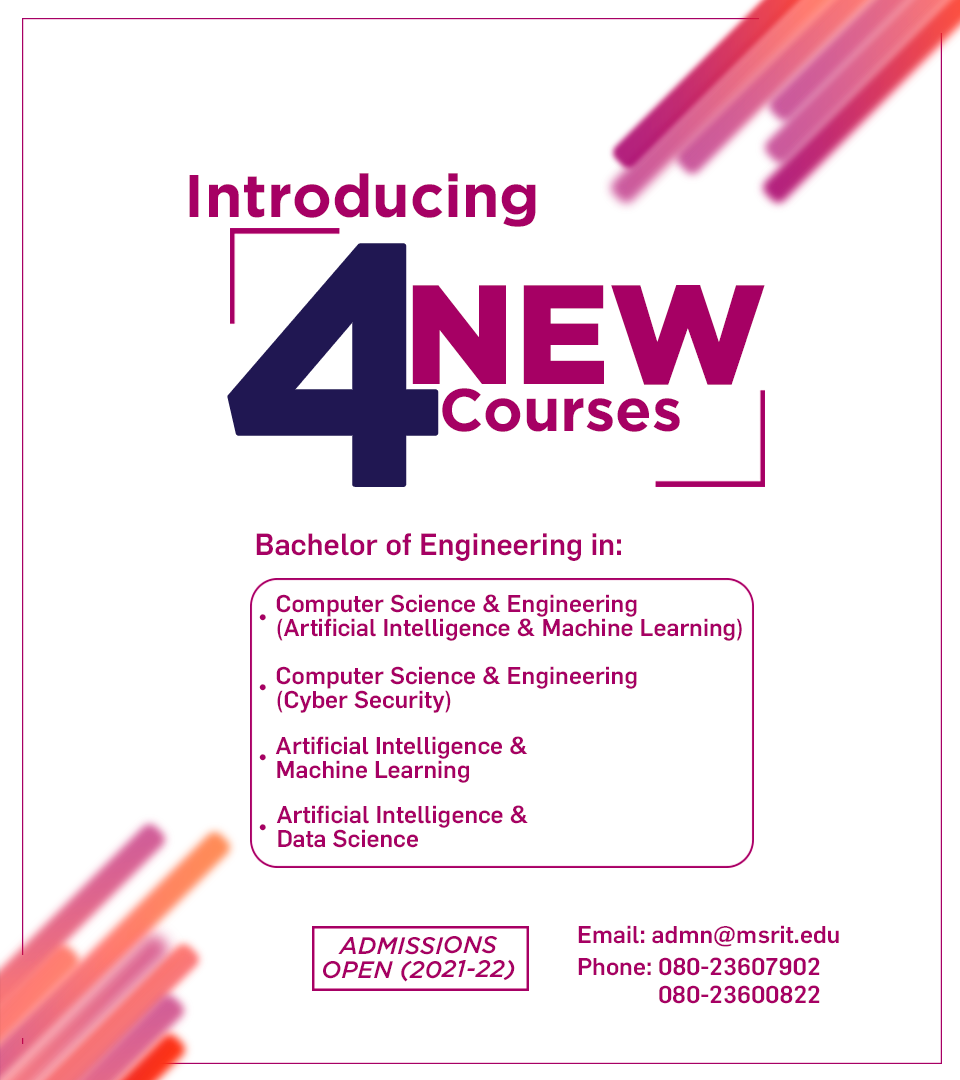 Introducing
4 NEW
Courses
Bachelor of Engineering in:
• Computer Science & Engineering
(Artificial Intelligence & Machine Learning)
• Computer Science & Engineering
(Cyber Security)
• Artificial Intelligence &
Machine Learning
• Artificial Intelligence &
Data Science
ADMISSIONS
OPEN (2021-22)
Email: admn@msrit.edu
Phone: 080-23607902
080-23600822